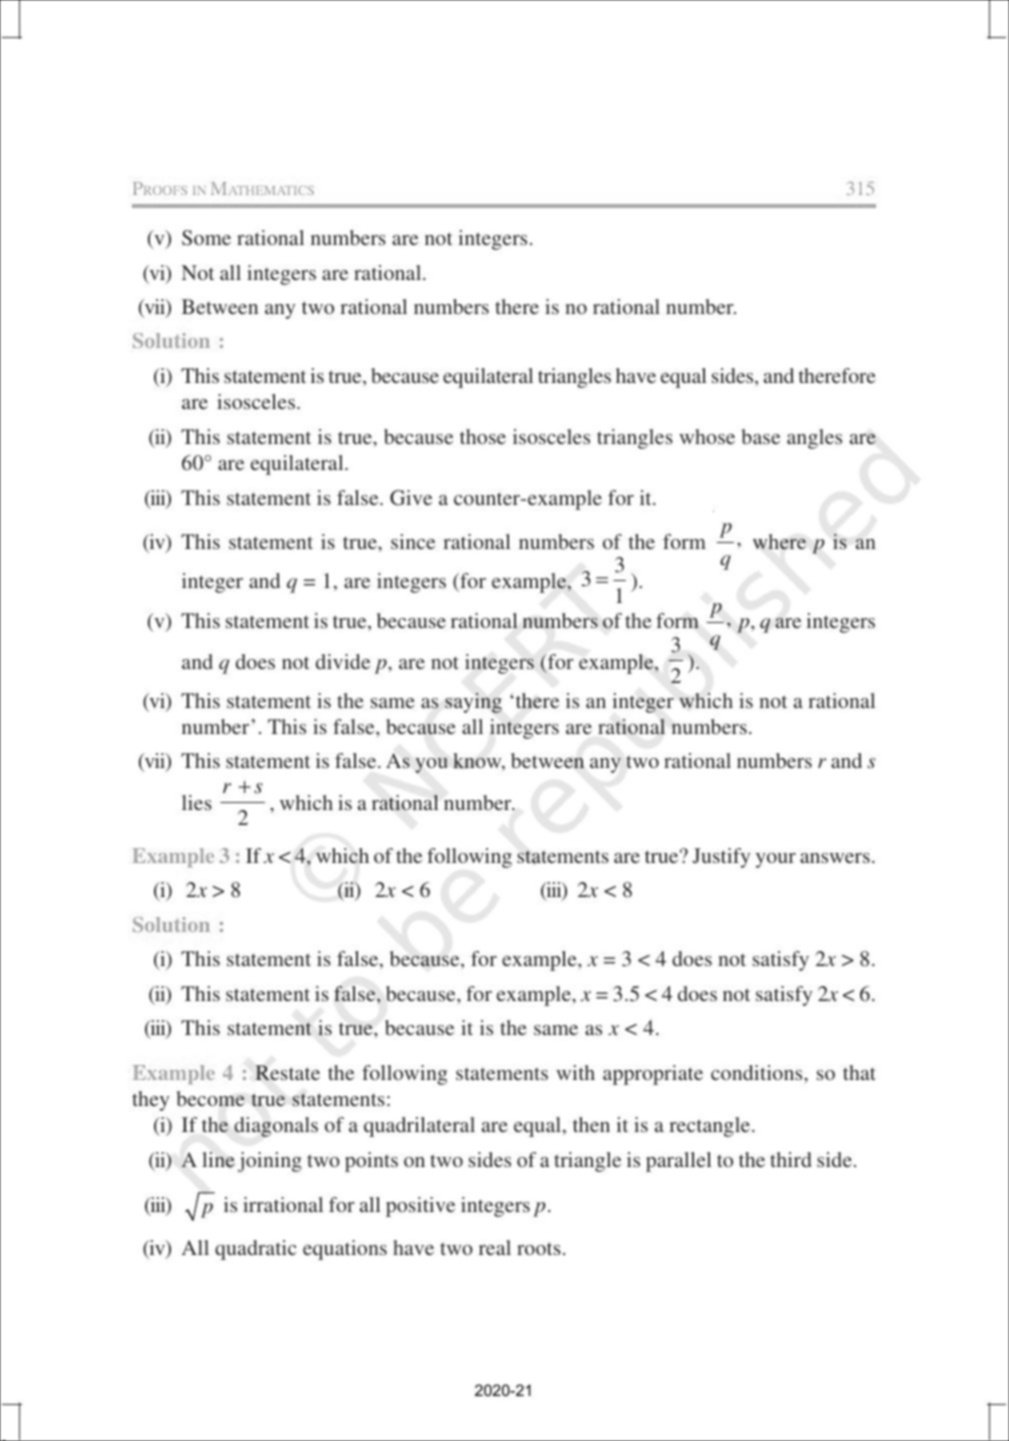 PROOFS IN MATHEMATICS 315
(v) Some rational numbers are not integers.
(vi) Not all integers are rational.
(vii) Between any two rational numbers there is no rational number.
Solution :
(i) This statement is true, because equilateral triangles have equal sides, and therefore
are isosceles.
(ii) This statement is true, because those isosceles triangles whose base angles are
60° are equilateral.
(iii) This statement is false. Give a counter-example for it.
(iv) This statement is true, since rational numbers of the form p/q, where p is an
integer and q = 1, are integers (for example, 3 = 3/1 ).
(v) This statement is true, because rational numbers of the form p/q, p, q are integers
and q does not divide p, are not integers (for example, 3/2 ).
(vi) This statement is the same as saying ‘there is an integer which is not a rational
number’. This is false, because all integers are rational numbers.
(vii) This statement is false. As you know, between any two rational numbers r and s
lies (r + s)/2 , which is a rational number.
Example 3 : If x < 4, which of the following statements are true? Justify your answers.
(i) 2x > 8 (ii) 2x < 6 (iii) 2x < 8
Solution :
(i) This statement is false, because, for example, x = 3 < 4 does not satisfy 2x > 8.
(ii) This statement is false, because, for example, x = 3.5 < 4 does not satisfy 2x < 6.
(iii) This statement is true, because it is the same as x < 4.
Example 4 : Restate the following statements with appropriate conditions, so that
they become true statements:
(i) If the diagonals of a quadrilateral are equal, then it is a rectangle.
(ii) A line joining two points on two sides of a triangle is parallel to the third side.
(iii) √p is irrational for all positive integers p.
(iv) All quadratic equations have two real roots.
© NCERT
not to be republished
2020-21